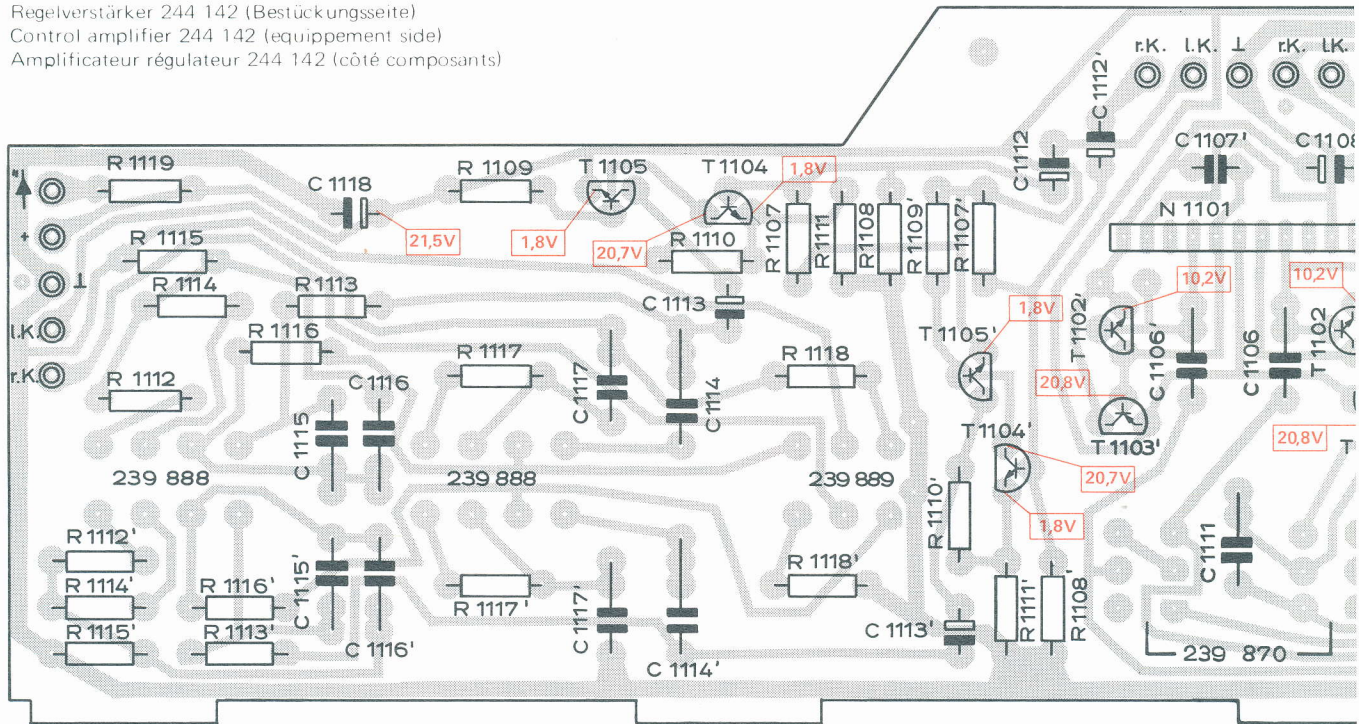 Regelverstärker 244 142 (Bestückungsseite)
Control amplifier 244 142 (equippement side)
Amplificateur régulateur 244 142 (côté composants)
r.K. l.K. ⊥ r.K. l.K.
C 1112'
C 1112
C 1107'
C 1108
R 1119
R 1109
T 1105
T 1104
1,8V
C 1118
R 1107
R 1111
R 1108
R 1109'
R 1107'
N 1101
+
21,5V
1,8V
20,7V
R 1110
R 1115
⊥
R 1114
R 1113
C 1113
1,8V
T 1102'
10,2V
10,2V
T 1102
l.K.
R 1116
T 1105'
C 1106'
C 1106
r.K.
R 1112
C 1116
R 1117
C 1117
C 1114
R 1118
20,8V
C 1115
T 1104'
T 1103'
20,8V
T
239 888
239 888
239 889
20,7V
R 1110'
1,8V
C 1111
R 1112'
R 1114'
R 1116'
C 1115'
R 1118'
R 1117'
C 1117'
R 1111'
R 1108'
R 1115'
R 1113'
C 1116'
C 1114'
C 1113'
239 870